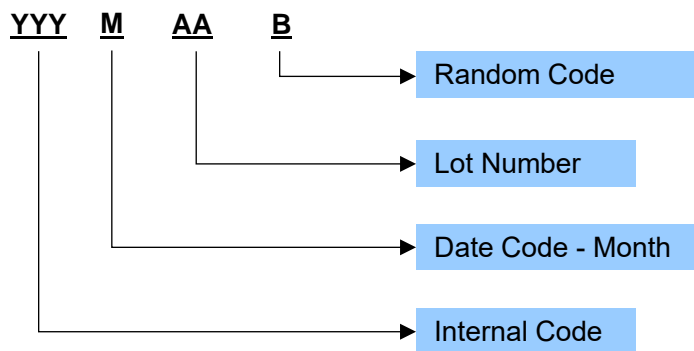 YYY M AA B
Random Code
Lot Number
Date Code - Month
Internal Code